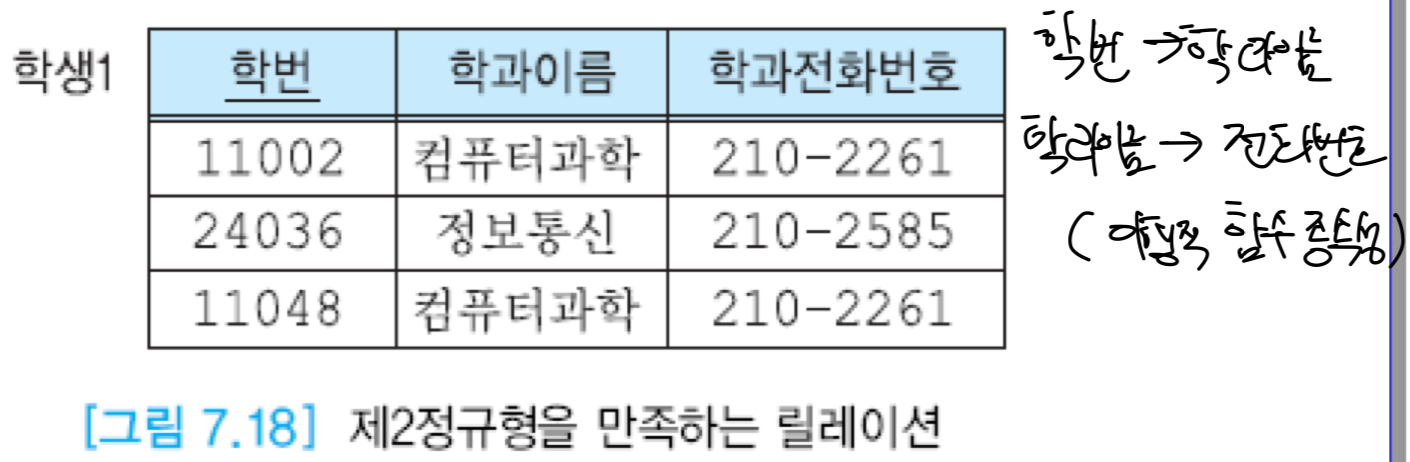 학생1 학번 학과이름 학과전화번호
11002 컴퓨터과학 210-2261
24036 정보통신 210-2585
11048 컴퓨터과학 210-2261
[그림 7.18] 제2정규형을 만족하는 릴레이션
학번 → 학과이름
학과이름 → 전화번호
( 이행적 함수 종속성 )